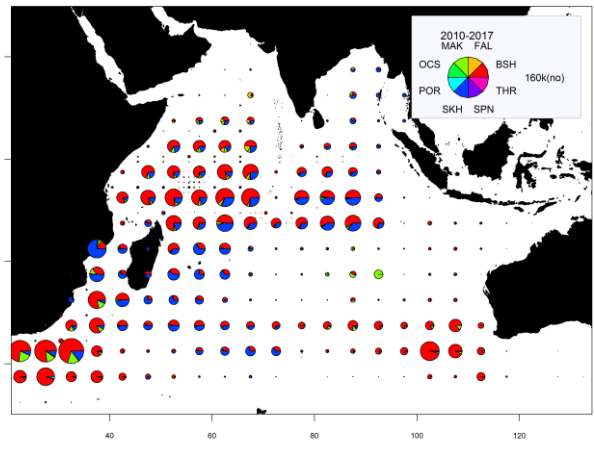 2010-2017
MAK FAL
OCS BSH
160k(no)
POR THR
SKH SPN
40 60 80 100 120